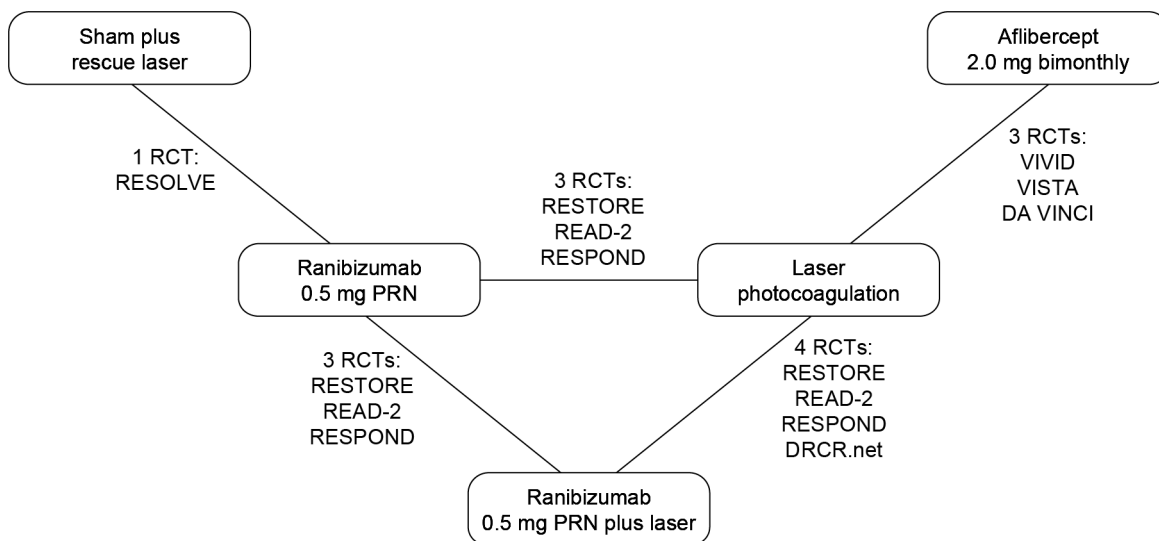 Sham plus
rescue laser
Aflibercept
2.0 mg bimonthly
1 RCT:
RESOLVE
3 RCTs:
RESTORE
READ-2
RESPOND
3 RCTs:
VIVID
VISTA
DA VINCI
Ranibizumab
0.5 mg PRN
Laser
photocoagulation
3 RCTs:
RESTORE
READ-2
RESPOND
4 RCTs:
RESTORE
READ-2
RESPOND
DRCR.net
Ranibizumab
0.5 mg PRN plus laser